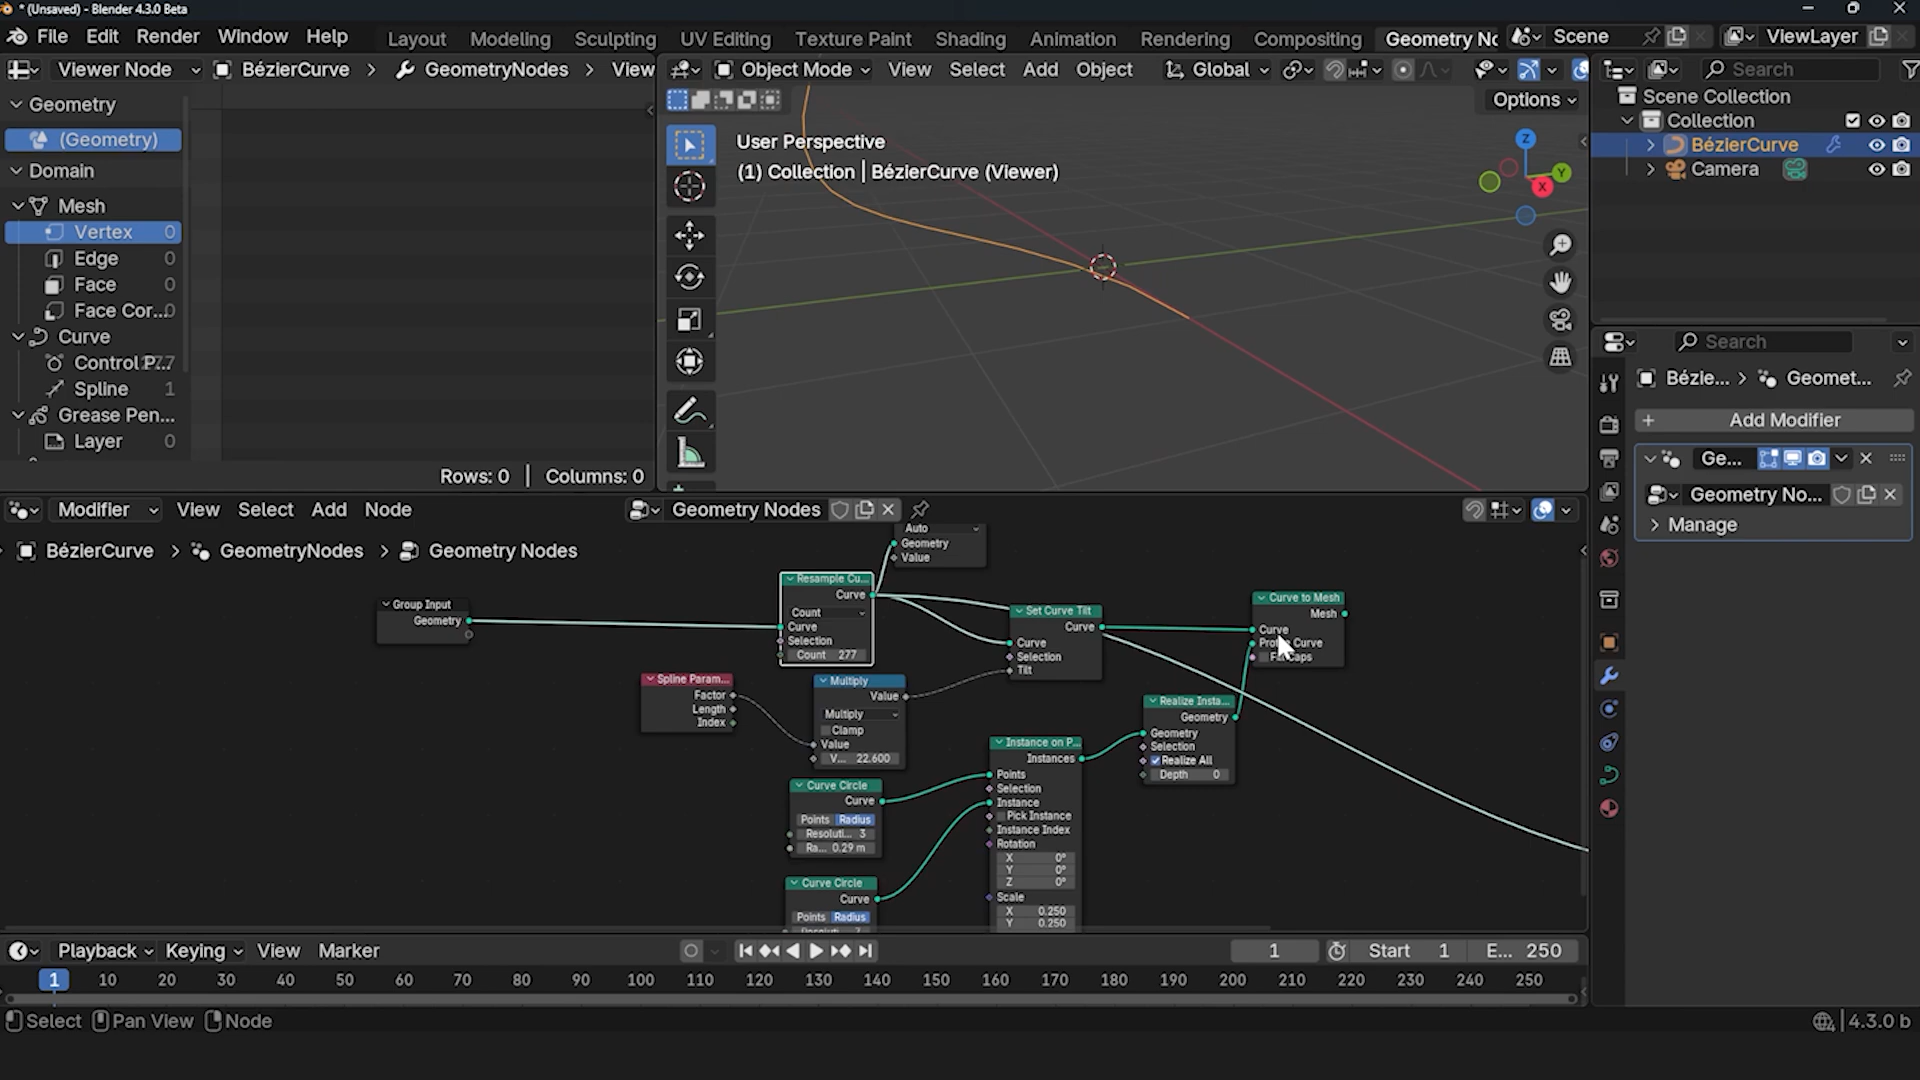 * (Unsaved) - Blender 4.3.0 Beta
File Edit Render Window Help
Layout Modeling Sculpting UV Editing Texture Paint Shading Animation Rendering Compositing Geometry Nc
Scene
ViewLayer
Viewer Node BézierCurve > GeometryNodes > View
Geometry
(Geometry)
Domain
Mesh
Vertex 0
Edge 0
Face 0
Face Cor...0
Curve
Control P...
Spline 1
Grease Pen...
Layer 0
Rows: 0 | Columns: 0
Object Mode View Select Add Object Global
Options
User Perspective
(1) Collection | BézierCurve (Viewer)
Z
Y
X
Search
Scene Collection
Collection
BézierCurve
Camera
Search
Bézie... > Geomet...
+ Add Modifier
Ge...
Geometry No...
> Manage
Modifier View Select Add Node
Geometry Nodes
BézierCurve > GeometryNodes > Geometry Nodes
Auto
Geometry
Value
Group Input
Geometry
Resample Cu...
Curve
Count
Curve
Selection
Count 277
Set Curve Tilt
Curve
Curve
Selection
Tilt
Curve to Mesh
Mesh
Curve
Spline Param...
Factor
Length
Index
Multiply
Value
Multiply
Clamp
Value
V... 22.600
Curve Circle
Curve
Points Radius
Resoluti... 3
Ra... 0.29 m
Curve Circle
Curve
Points Radius
Instance on P...
Instances
Points
Selection
Instance
Pick Instance
Instance Index
Rotation
X 0°
Y 0°
Z 0°
Scale
X 0.250
Y 0.250
Realize Insta...
Geometry
Geometry
Selection
Realize All
Depth 0
Playback Keying View Marker
1
Start 1
E... 250
1 10 20 30 40 50 60 70 80 90 100 110 120 130 140 150 160 170 180 190 200 210 220 230 240 250
Select Pan View Node
4.3.0 b